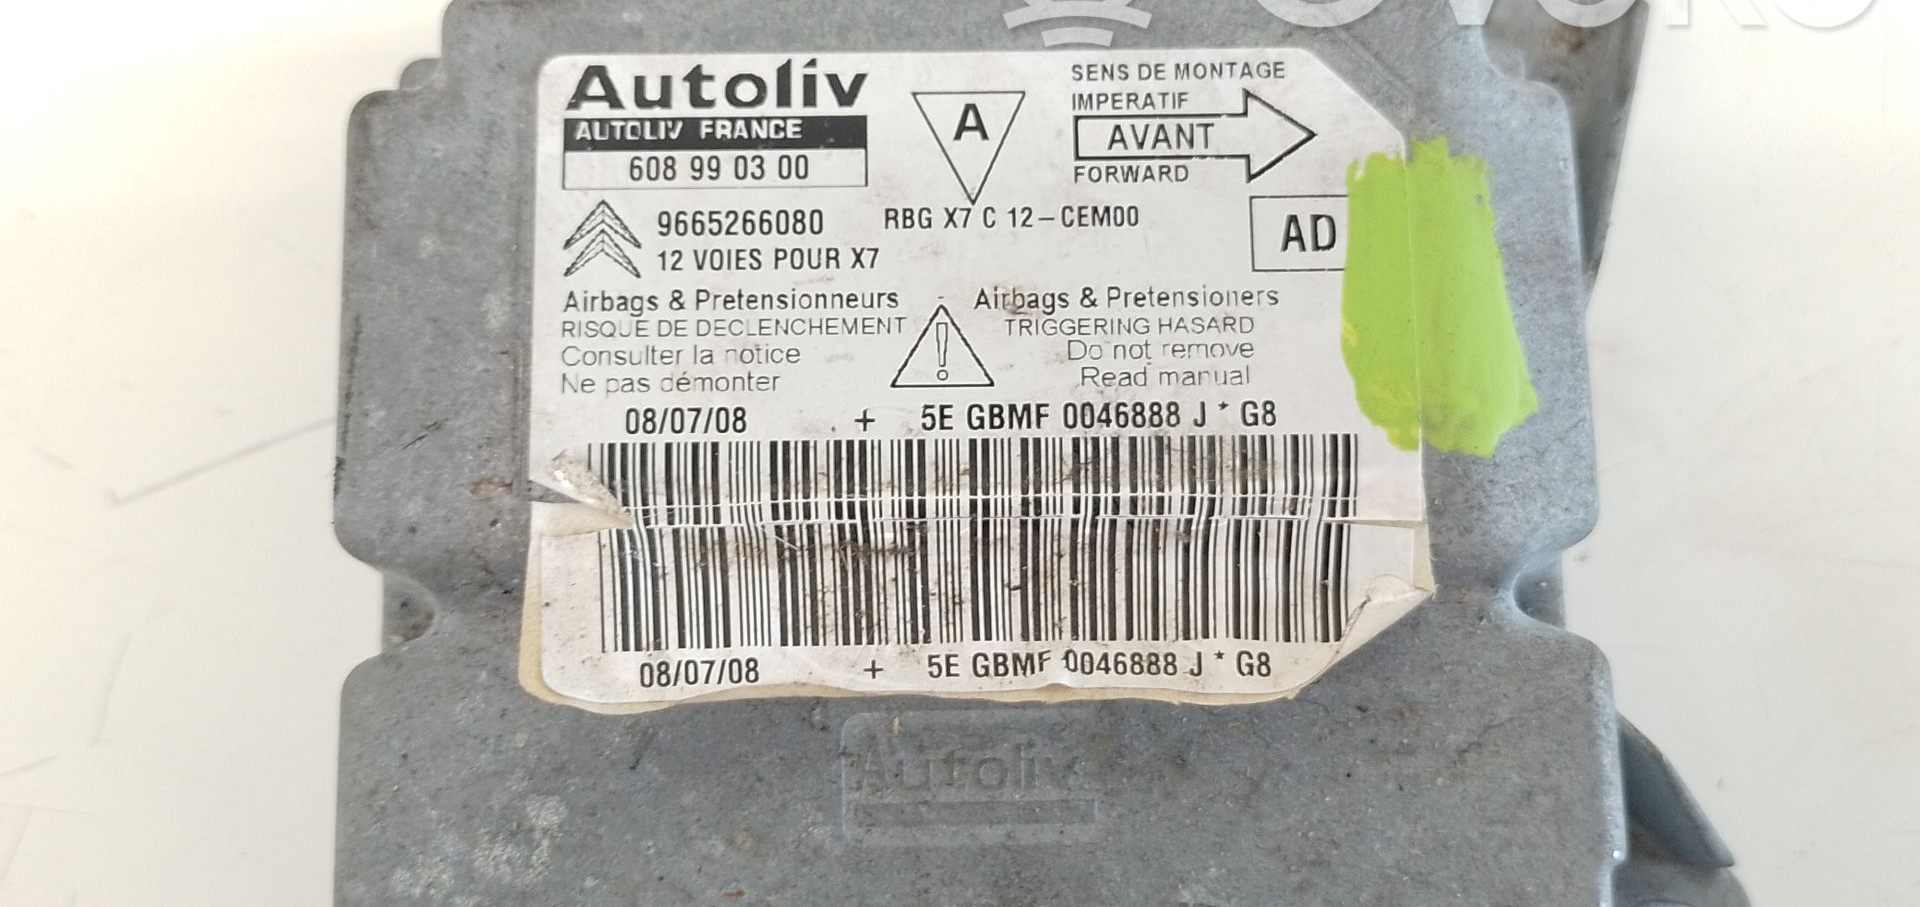 Autoliv
AUTOLIV FRANCE
608 99 03 00
A
SENS DE MONTAGE
IMPERATIF
AVANT
FORWARD
9665266080
RBG X7 C 12-CEM00
12 VOIES POUR X7
AD
Airbags & Pretensionneurs
RISQUE DE DECLENCHEMENT
Consulter la notice
Ne pas démonter
Airbags & Pretensioners
TRIGGERING HASARD
Do not remove
Read manual
08/07/08 + 5E GBMF 0046888 J * G8
08/07/08 + 5E GBMF 0046888 J * G8
Autoliv